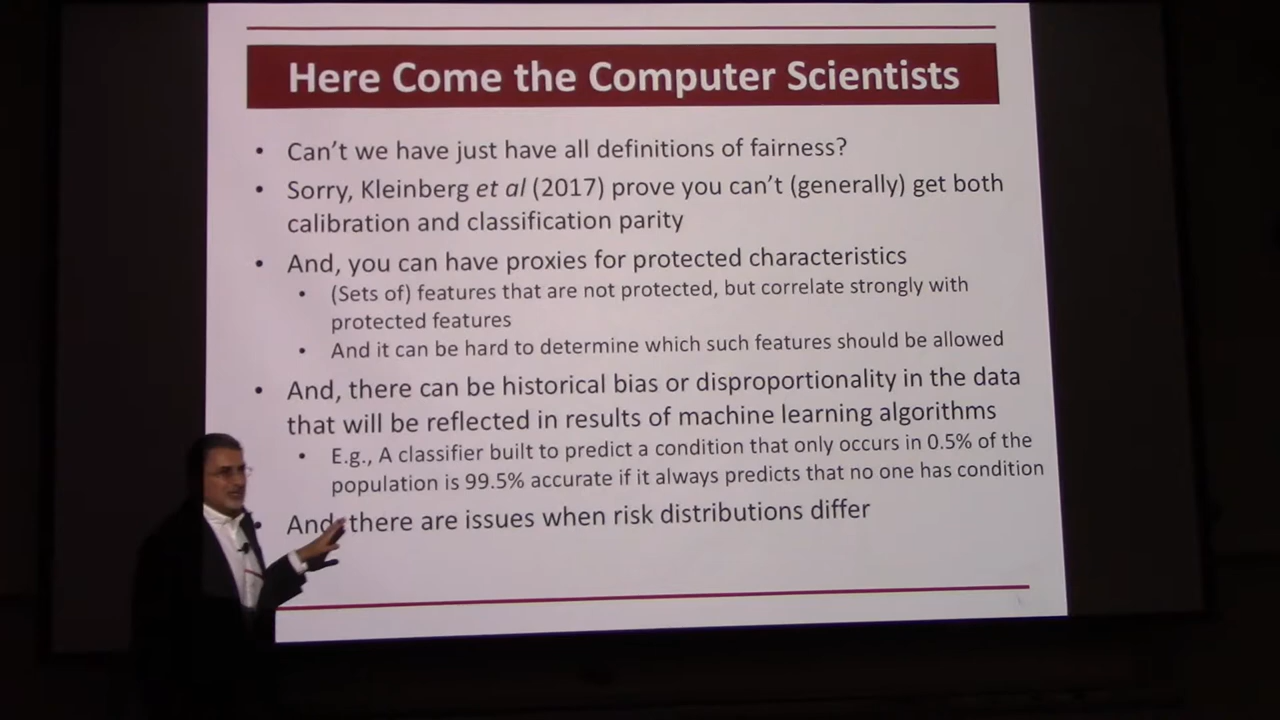 Here Come the Computer Scientists
• Can't we have just have all definitions of fairness?
• Sorry, Kleinberg et al (2017) prove you can't (generally) get both
calibration and classification parity
• And, you can have proxies for protected characteristics
• (Sets of) features that are not protected, but correlate strongly with
protected features
• And it can be hard to determine which such features should be allowed
• And, there can be historical bias or disproportionality in the data
that will be reflected in results of machine learning algorithms
• E.g., A classifier built to predict a condition that only occurs in 0.5% of the
population is 99.5% accurate if it always predicts that no one has condition
• And, there are issues when risk distributions differ